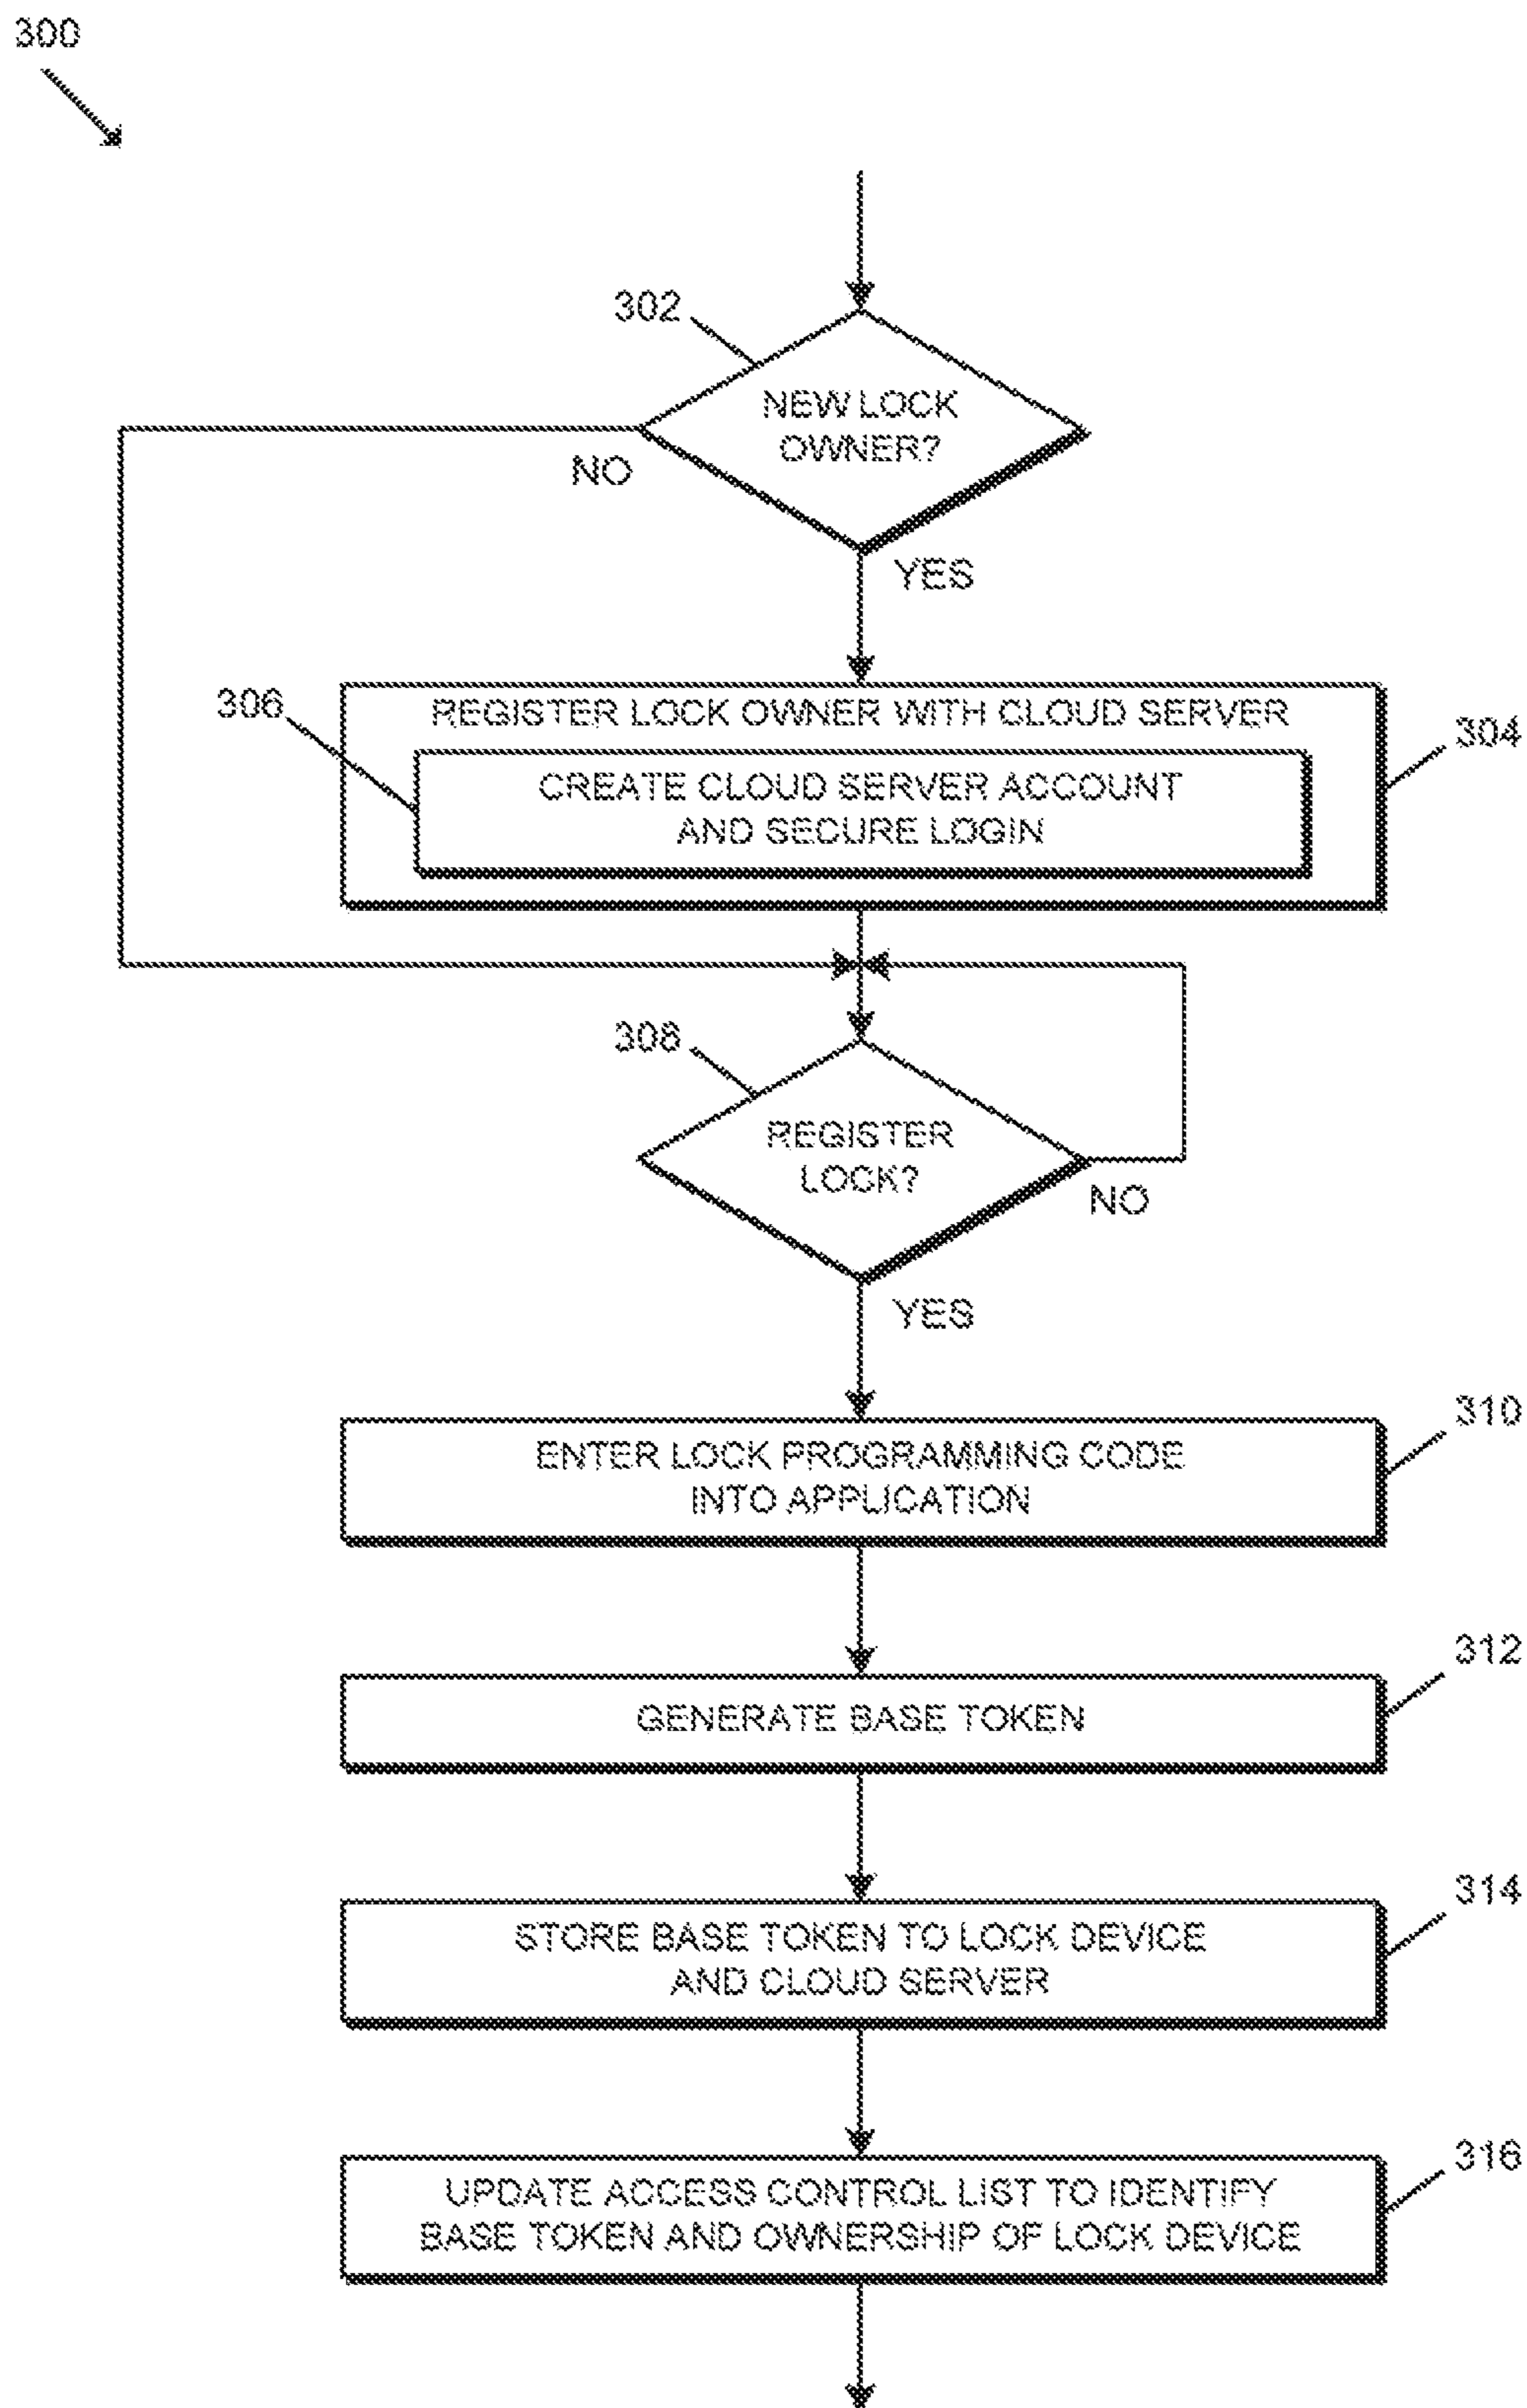 300
302
NEW LOCK
OWNER?
NO
YES
306
REGISTER LOCK OWNER WITH CLOUD SERVER
304
CREATE CLOUD SERVER ACCOUNT
AND SECURE LOGIN
308
REGISTER
LOCK?
NO
YES
310
ENTER LOCK PROGRAMMING CODE
INTO APPLICATION
312
GENERATE BASE TOKEN
314
STORE BASE TOKEN TO LOCK DEVICE
AND CLOUD SERVER
316
UPDATE ACCESS CONTROL LIST TO IDENTIFY
BASE TOKEN AND OWNERSHIP OF LOCK DEVICE